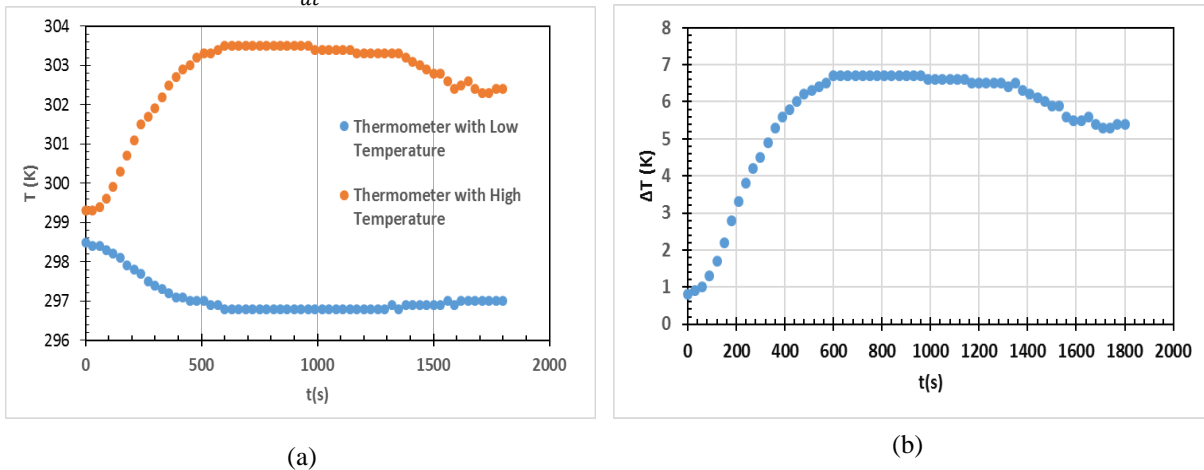 dt
304
303
302
301
300
299
298
297
296
T (K)
Thermometer with Low
Temperature
Thermometer with High
Temperature
0 500 1000 1500 2000
t(s)
(a)
8
7
6
5
4
3
2
1
0
ΔT (K)
0 200 400 600 800 1000 1200 1400 1600 1800 2000
t(s)
(b)